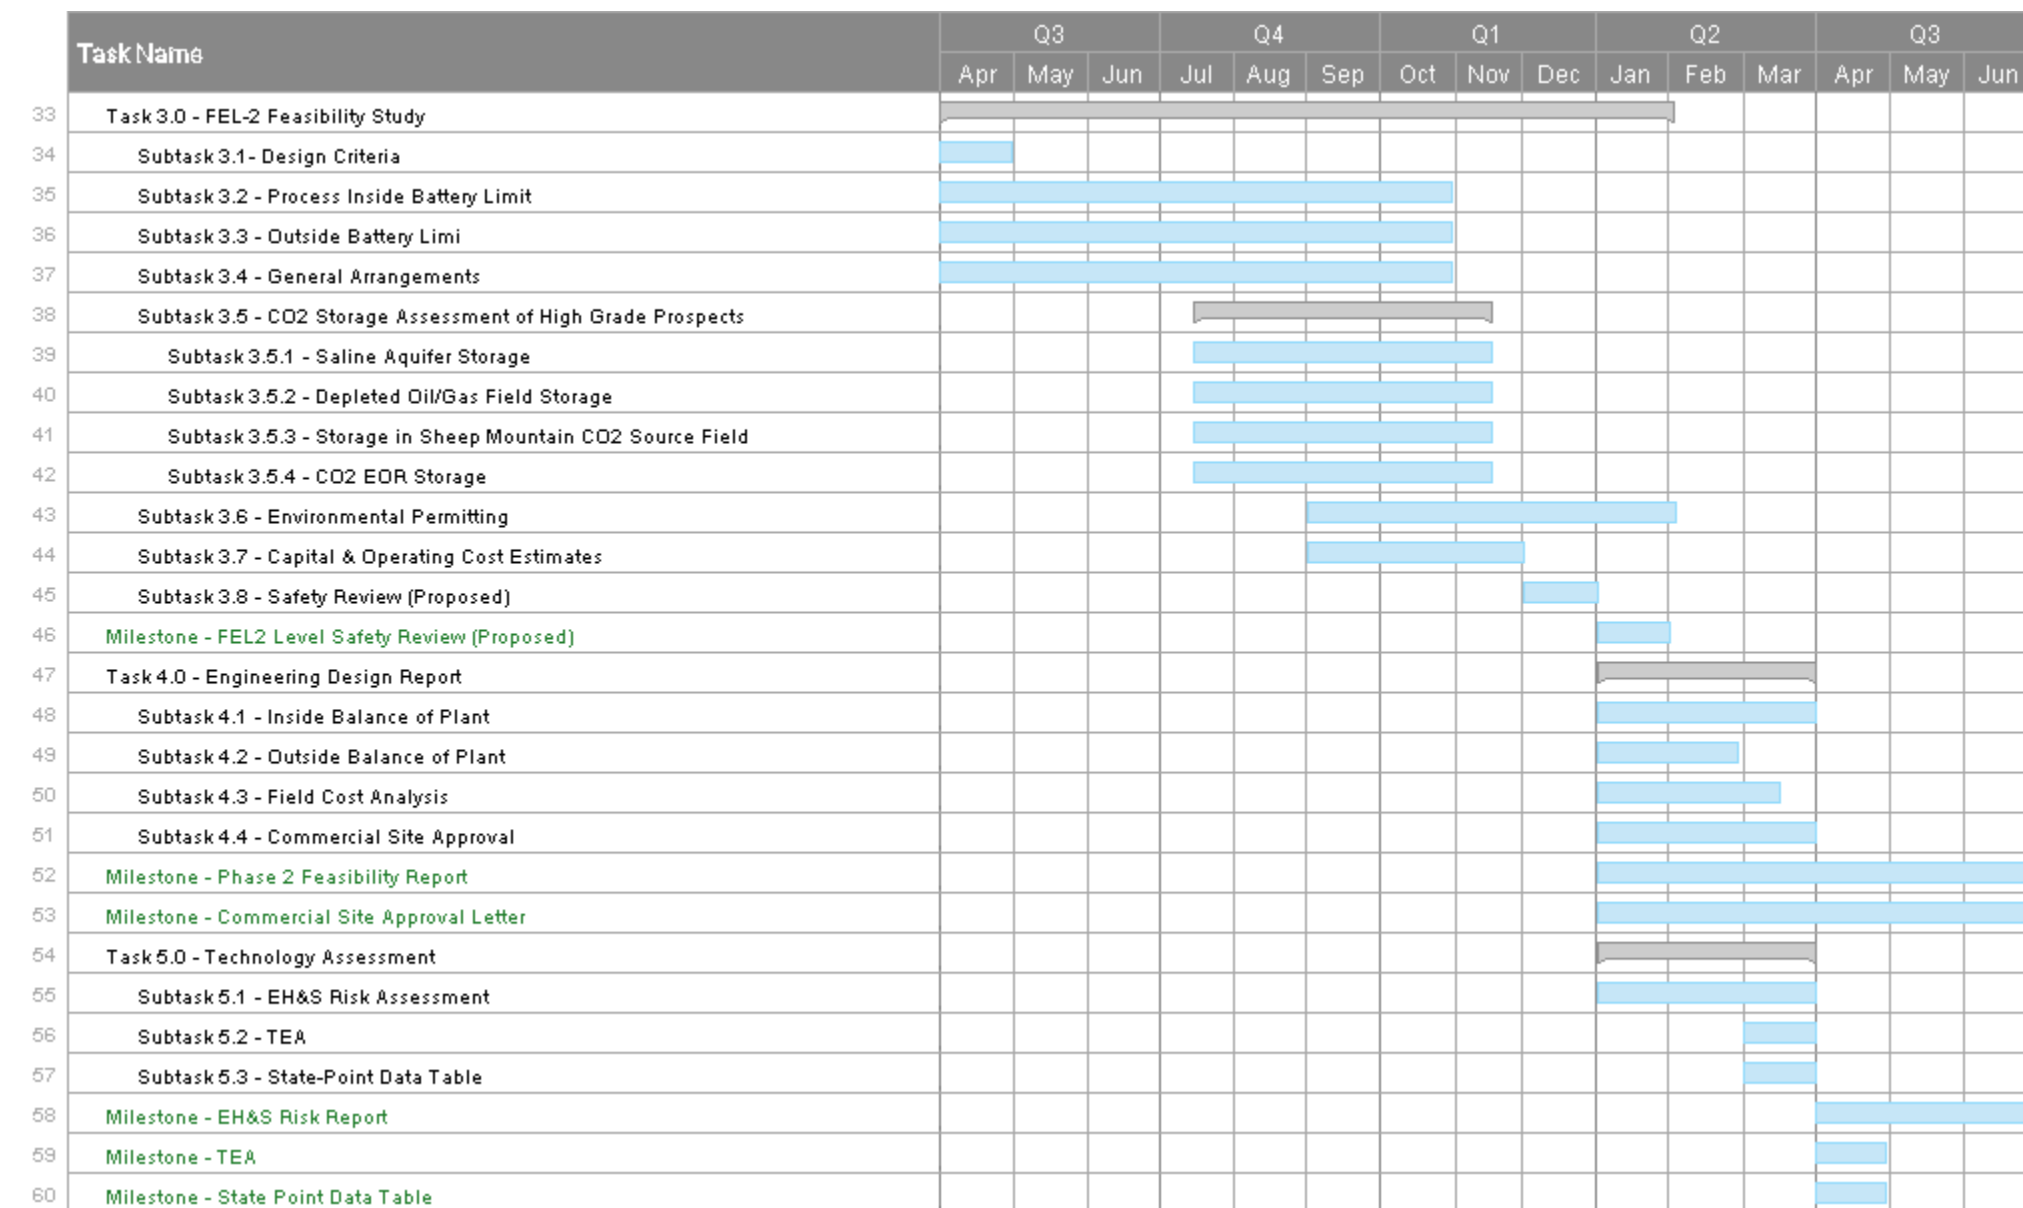 Task Name
Q3 Q4 Q1 Q2 Q3
Apr May Jun Jul Aug Sep Oct Nov Dec Jan Feb Mar Apr May Jun
33 Task 3.0 - FEL-2 Feasibility Study
34 Subtask 3.1- Design Criteria
35 Subtask 3.2 - Process Inside Battery Limit
36 Subtask 3.3 - Outside Battery Limi
37 Subtask 3.4 - General Arrangements
38 Subtask 3.5 - CO2 Storage Assessment of High Grade Prospects
39 Subtask 3.5.1 - Saline Aquifer Storage
40 Subtask 3.5.2 - Depleted Oil/Gas Field Storage
41 Subtask 3.5.3 - Storage in Sheep Mountain CO2 Source Field
42 Subtask 3.5.4 - CO2 EOR Storage
43 Subtask 3.6 - Environmental Permitting
44 Subtask 3.7 - Capital & Operating Cost Estimates
45 Subtask 3.8 - Safety Review (Proposed)
46 Milestone - FEL2 Level Safety Review (Proposed)
47 Task 4.0 - Engineering Design Report
48 Subtask 4.1 - Inside Balance of Plant
49 Subtask 4.2 - Outside Balance of Plant
50 Subtask 4.3 - Field Cost Analysis
51 Subtask 4.4 - Commercial Site Approval
52 Milestone - Phase 2 Feasibility Report
53 Milestone - Commercial Site Approval Letter
54 Task 5.0 - Technology Assessment
55 Subtask 5.1 - EH&S Risk Assessment
56 Subtask 5.2 - TEA
57 Subtask 5.3 - State-Point Data Table
58 Milestone - EH&S Risk Report
59 Milestone - TEA
60 Milestone - State Point Data Table